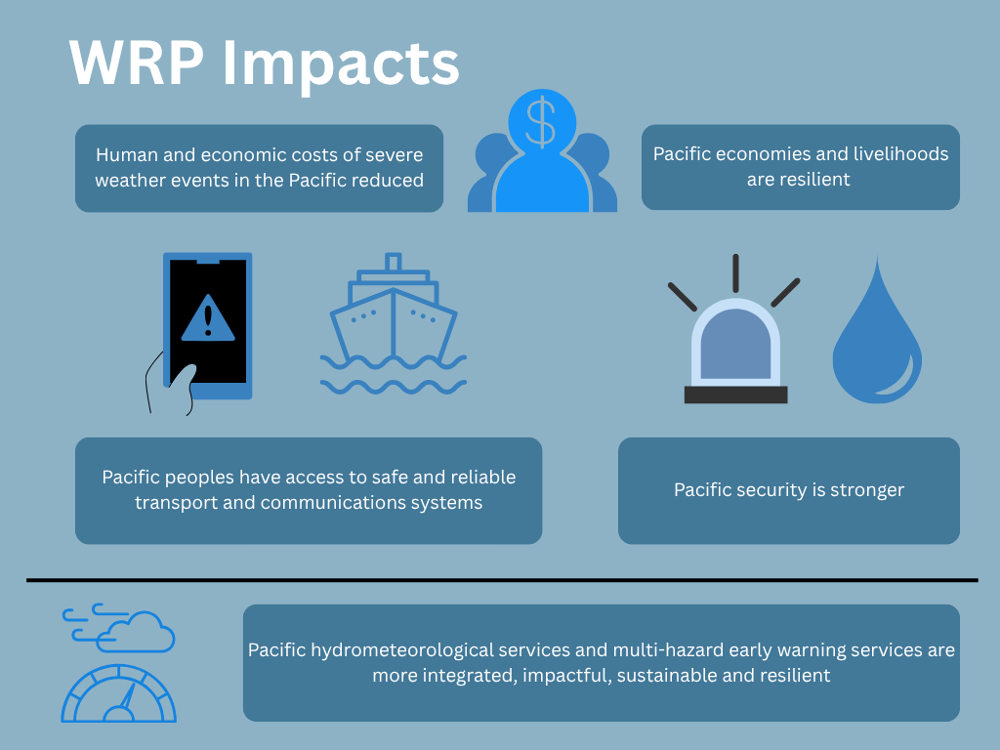 WRP Impacts
Human and economic costs of severe
weather events in the Pacific reduced
$
Pacific economies and livelihoods
are resilient
!
Pacific peoples have access to safe and reliable
transport and communications systems
Pacific security is stronger
Pacific hydrometeorological services and multi-hazard early warning services are
more integrated, impactful, sustainable and resilient